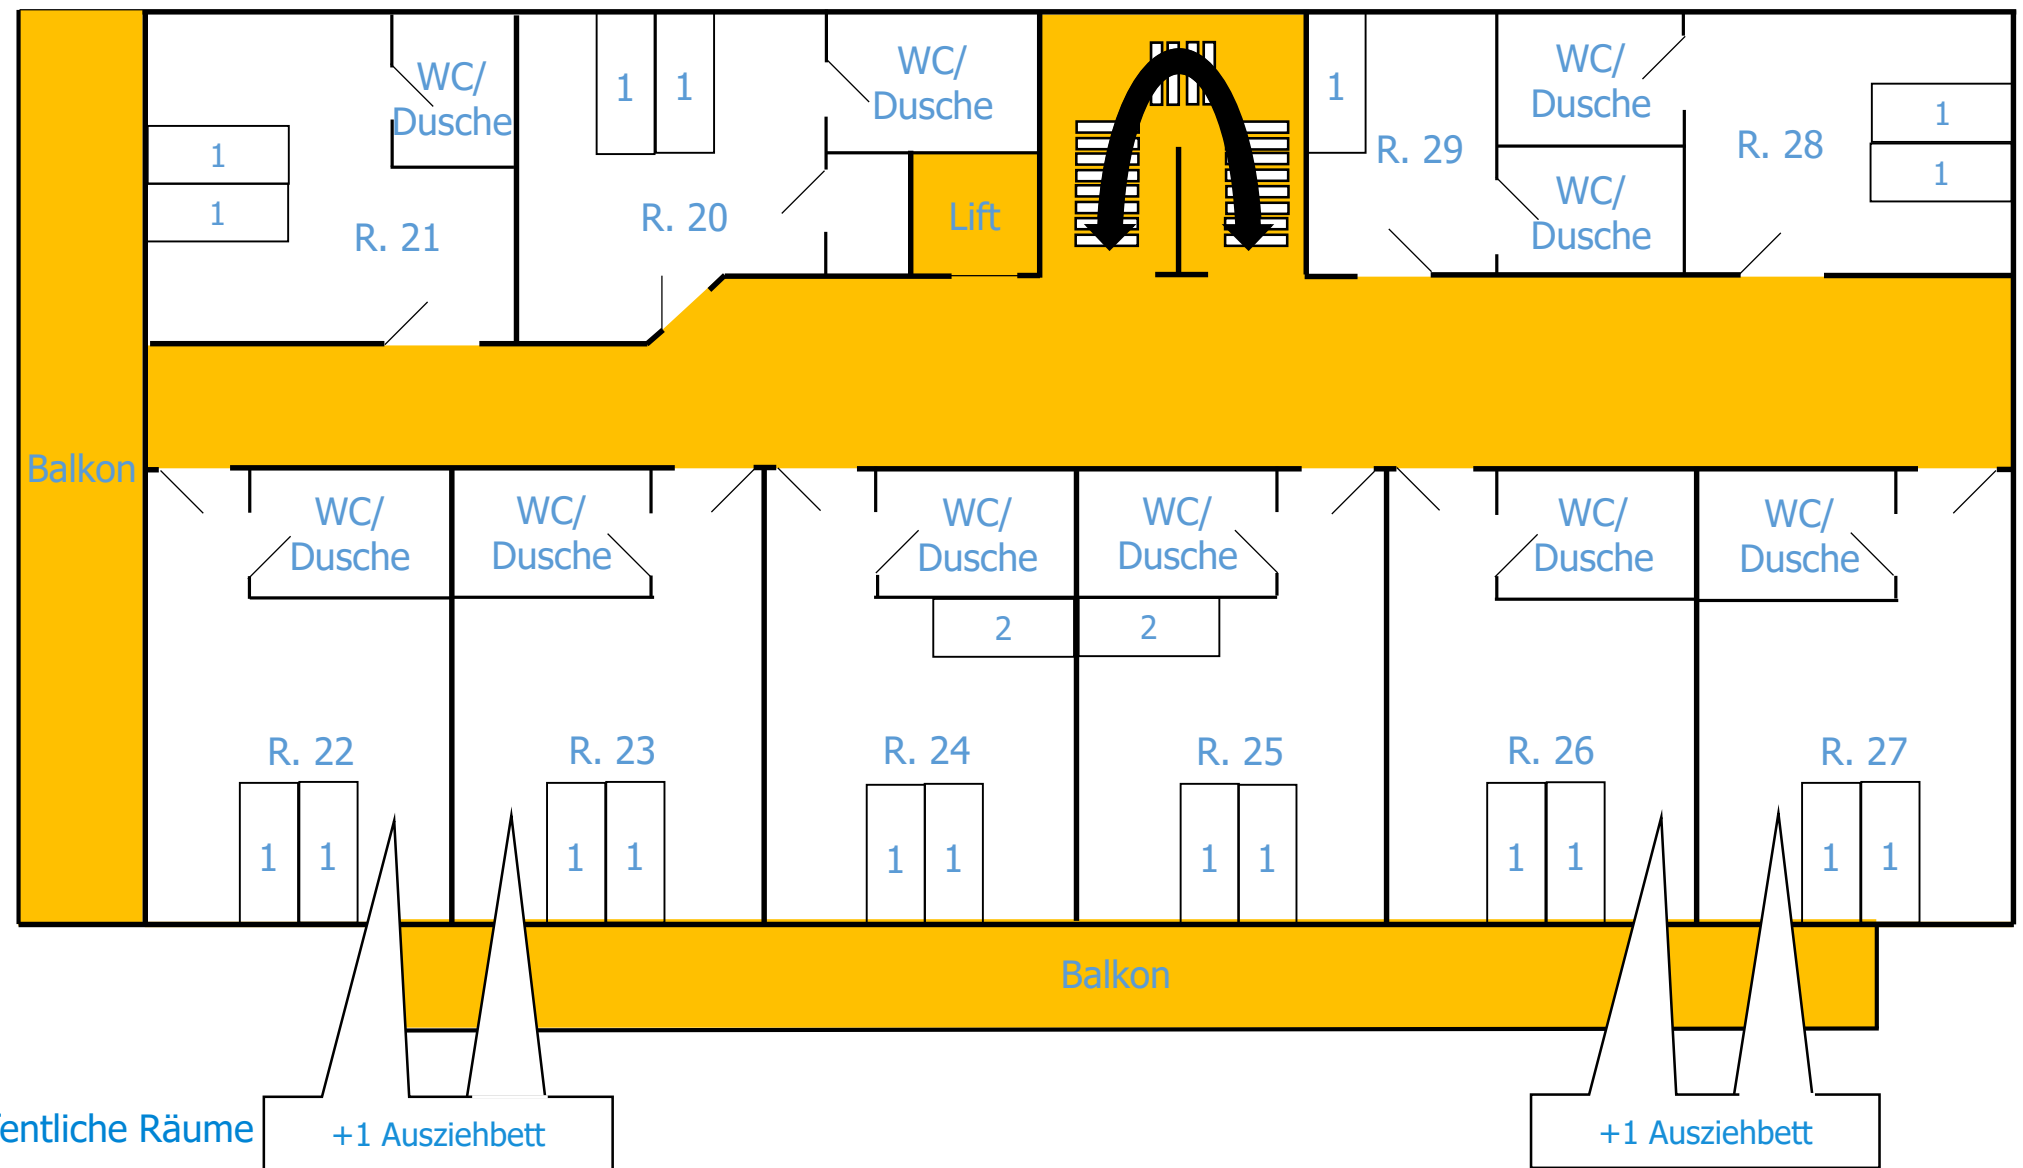 WC/
Dusche
1
1
R. 21
1
1
R. 20
WC/
Dusche
Lift
1
R. 29
WC/
Dusche
WC/
Dusche
R. 28
1
1
Balkon
WC/
Dusche
WC/
Dusche
WC/
Dusche
WC/
Dusche
WC/
Dusche
WC/
Dusche
2
2
R. 22
R. 23
R. 24
R. 25
R. 26
R. 27
1
1
1
1
1
1
1
1
1
1
1
1
Balkon
entliche Räume
+1 Ausziehbett
+1 Ausziehbett